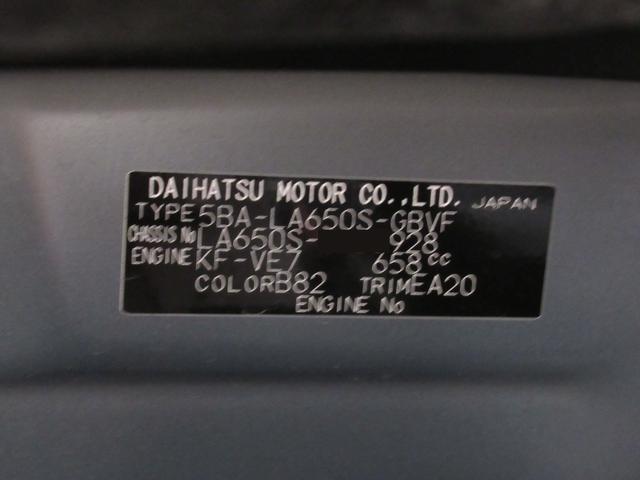 DAIHATSU MOTOR CO.,LTD. JAPAN
TYPE 5BA-LA650S-GBVF
CHASSIS No LA650S- 928
ENGINE KF-VE7 658cc
COLOR B82 TRIM EA20
ENGINE No